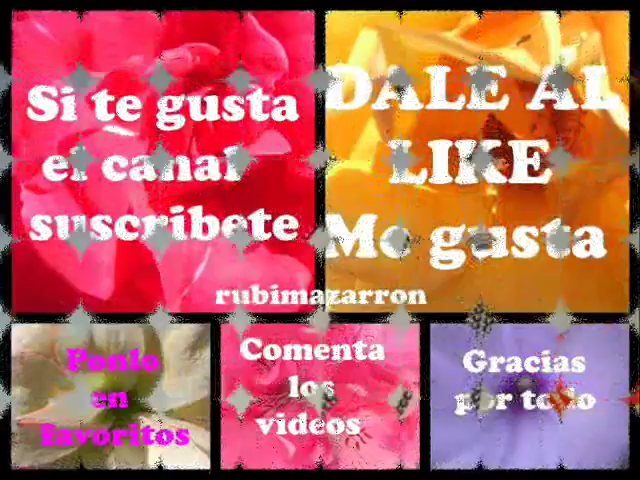 Si te gusta
el canal
suscribete
DALE AL
LIKE
Me gusta
rubimazarron
Ponlo
en
favoritos
Comenta
los
videos
Gracias
por todo